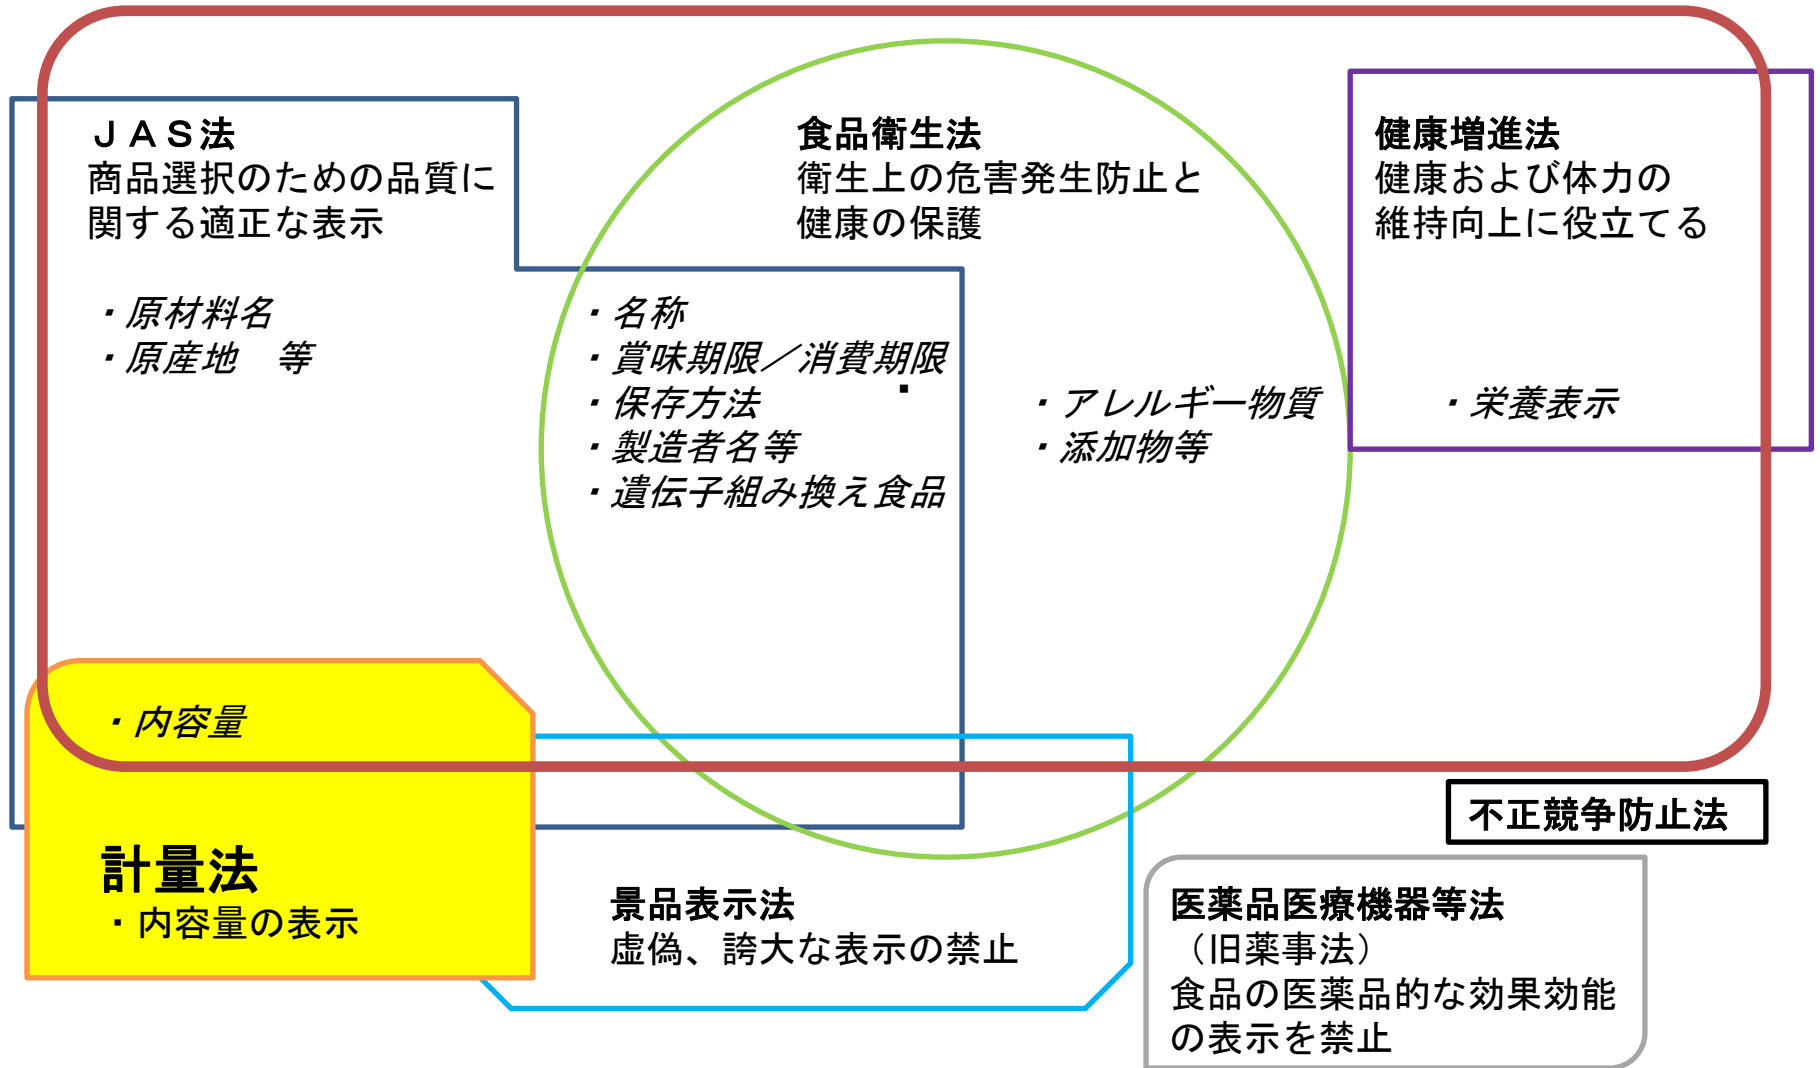 ＪＡＳ法
商品選択のための品質に
関する適正な表示
・原材料名
・原産地　等
食品衛生法
衛生上の危害発生防止と
健康の保護
・名称
・賞味期限／消費期限
・保存方法
・製造者名等
・遺伝子組み換え食品
・アレルギー物質
・添加物等
健康増進法
健康および体力の
維持向上に役立てる
・栄養表示
・内容量
計量法
・内容量の表示
景品表示法
虚偽、誇大な表示の禁止
不正競争防止法
医薬品医療機器等法
（旧薬事法）
食品の医薬品的な効果効能
の表示を禁止